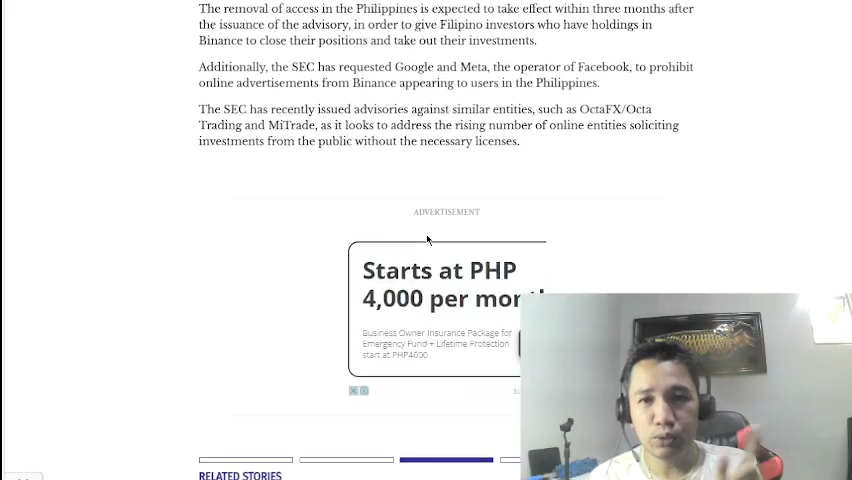 The removal of access in the Philippines is expected to take effect within three months after
the issuance of the advisory, in order to give Filipino investors who have holdings in
Binance to close their positions and take out their investments.
Additionally, the SEC has requested Google and Meta, the operator of Facebook, to prohibit
online advertisements from Binance appearing to users in the Philippines.
The SEC has recently issued advisories against similar entities, such as OctaFX/Octa
Trading and MiTrade, as it looks to address the rising number of online entities soliciting
investments from the public without the necessary licenses.
ADVERTISEMENT
Starts at PHP
4,000 per
Business Owner Insurance Package for
Emergency Fund + Lifetime Protection
start at PHP4000
RELATED STORIES